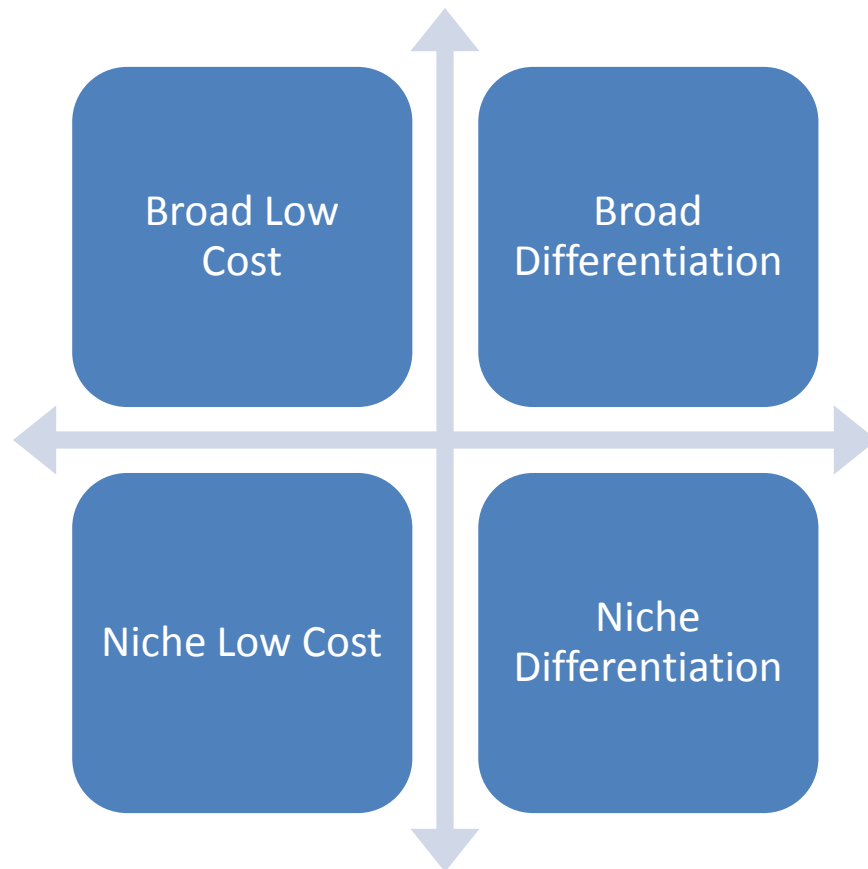 Broad Low
Cost
Broad
Differentiation
Niche Low Cost
Niche
Differentiation